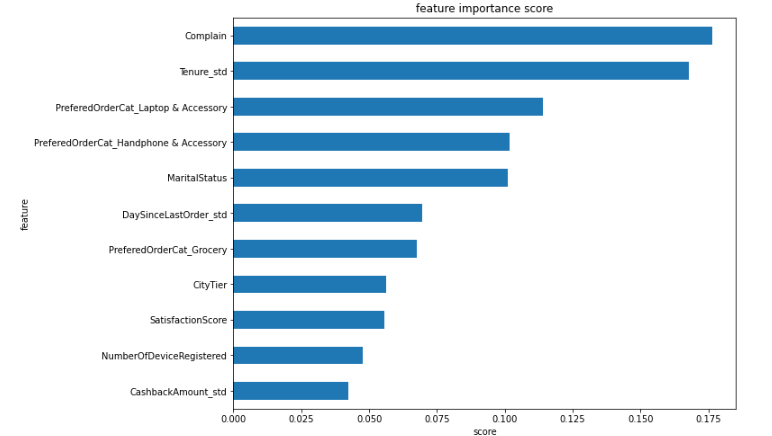 feature importance score
Complain
Tenure_std
PreferedOrderCat_Laptop & Accessory
PreferedOrderCat_Handphone & Accessory
MaritalStatus
DaySinceLastOrder_std
PreferedOrderCat_Grocery
CityTier
SatisfactionScore
NumberOfDeviceRegistered
CashbackAmount_std
feature
0.000 0.025 0.050 0.075 0.100 0.125 0.150 0.175
score